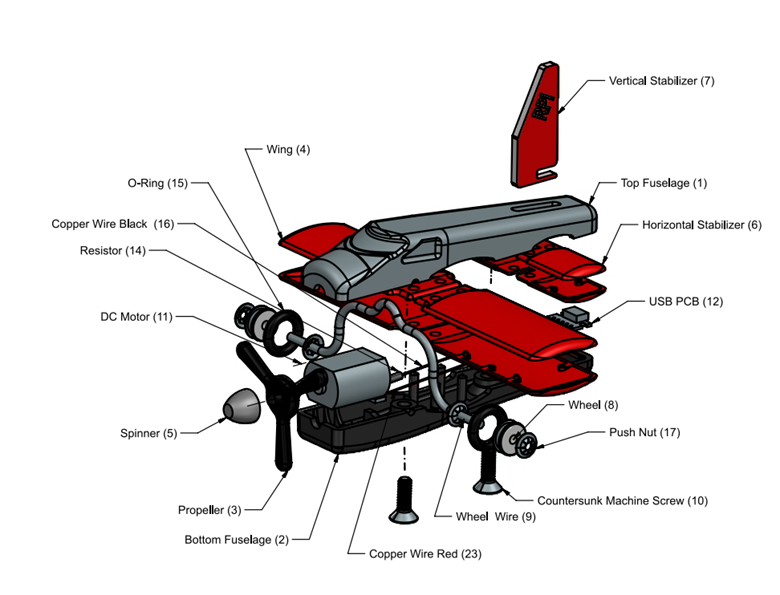 Vertical Stabilizer (7)
Wing (4)
O-Ring (15)
Top Fuselage (1)
Copper Wire Black (16)
Horizontal Stabilizer (6)
Resistor (14)
USB PCB (12)
DC Motor (11)
Wheel (8)
Spinner (5)
Push Nut (17)
Countersunk Machine Screw (10)
Propeller (3)
Wheel Wire (9)
Bottom Fuselage (2)
Copper Wire Red (23)
RPI